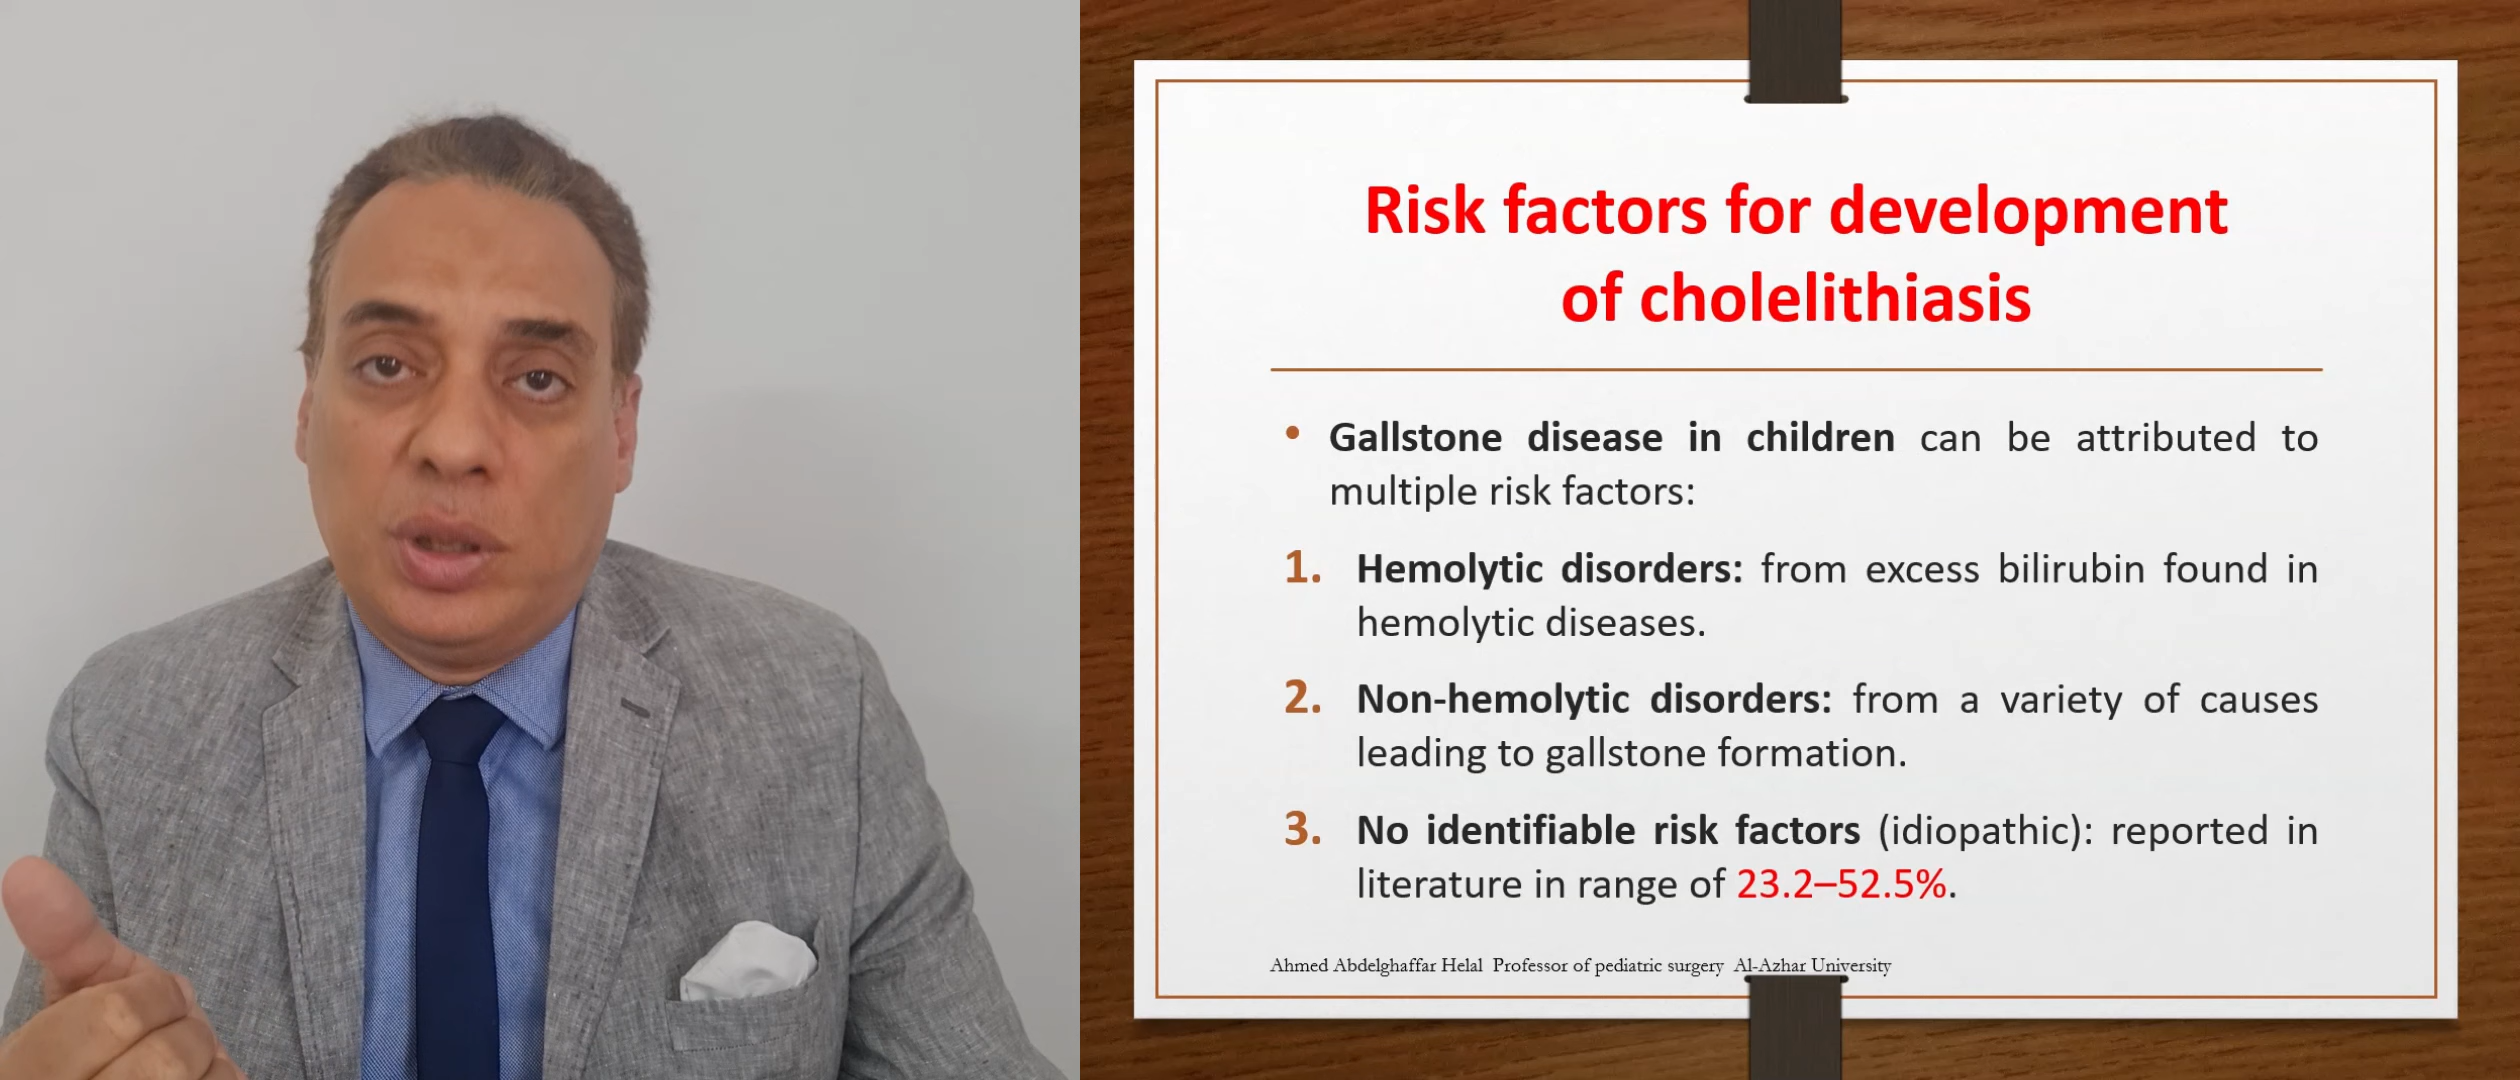 Risk factors for development
of cholelithiasis
• Gallstone disease in children can be attributed to
multiple risk factors:
1. Hemolytic disorders: from excess bilirubin found in
hemolytic diseases.
2. Non-hemolytic disorders: from a variety of causes
leading to gallstone formation.
3. No identifiable risk factors (idiopathic): reported in
literature in range of 23.2–52.5%.
Ahmed Abdelghaffar Helal Professor of pediatric surgery Al-Azhar University